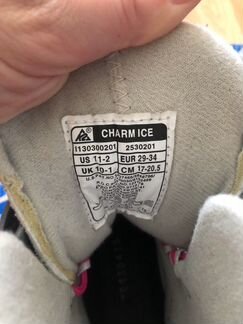 CHARM ICE
I130300201 2530201
US 11-2 EUR 29-34
UK 10-1 CM 17-20.5